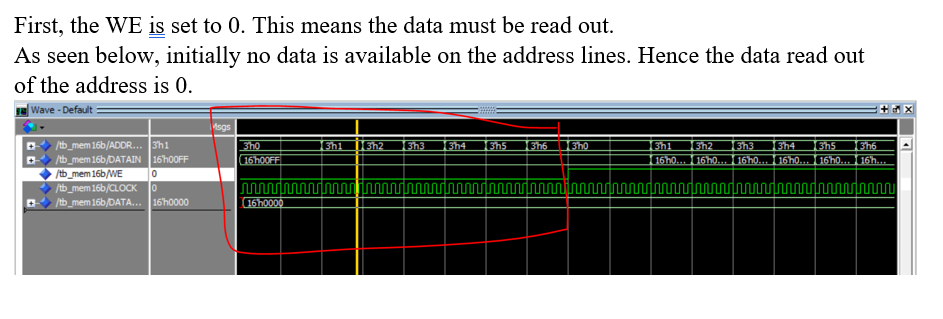 First, the WE is set to 0. This means the data must be read out.
As seen below, initially no data is available on the address lines. Hence the data read out
of the address is 0.
Wave - Default
Msgs
/tb_mem16b/ADDR... 3'h1 3'h0 3'h1 3'h2 3'h3 3'h4 3'h5 3'h6 3'h0 3'h1 3'h2 3'h3 3'h4 3'h5 3'h6
/tb_mem16b/DATAIN 16'h00FF 16'h00FF 16'h0... 16'h0... 16'h0... 16'h0... 16'h0... 16'h...
/tb_mem16b/WE 0
/tb_mem16b/CLOCK 0
/tb_mem16b/DATA... 16'h0000 16'h0000